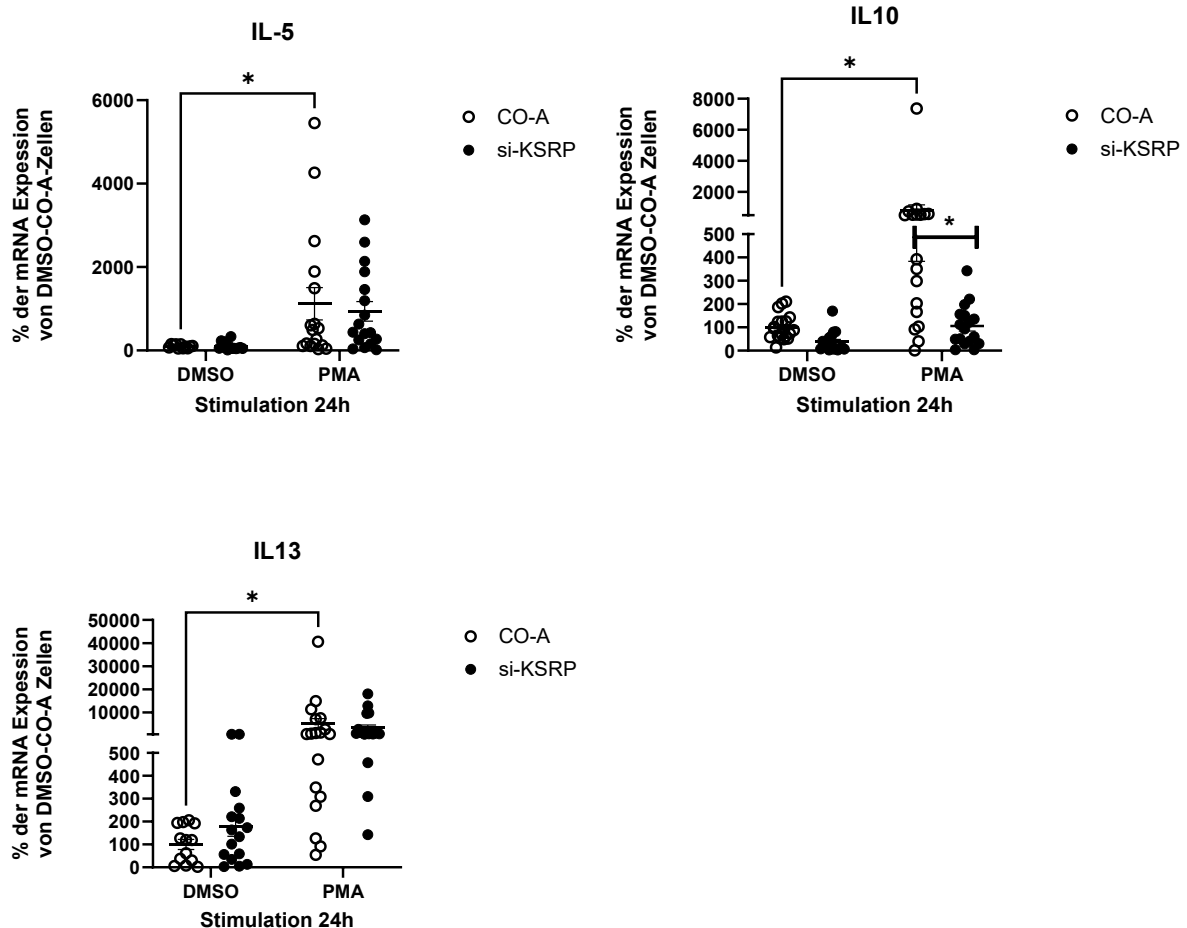 IL-5
*
% der mRNA Expession
von DMSO-CO-A-Zellen
6000
4000
2000
0
DMSO
PMA
Stimulation 24h
CO-A
si-KSRP
IL10
*
*
% der mRNA Expession
von DMSO-CO-A Zellen
8000
6000
4000
2000
500
400
300
200
100
0
DMSO
PMA
Stimulation 24h
CO-A
si-KSRP
IL13
*
% der mRNA Expession
von DMSO-CO-A Zellen
50000
40000
30000
20000
10000
500
400
300
200
100
0
DMSO
PMA
Stimulation 24h
CO-A
si-KSRP